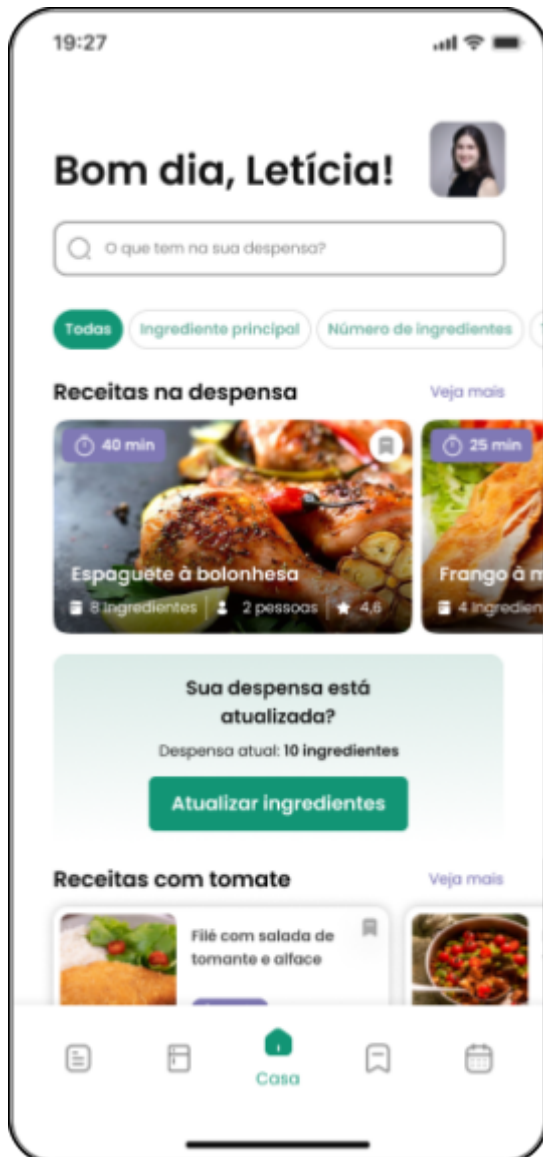 19:27
Bom dia, Letícia!
O que tem na sua despensa?
Todas Ingrediente principal Número de ingredientes
Receitas na despensa Veja mais
40 min 25 min
Espaguete à bolonhesa Frango à m
8 Ingredientes 2 pessoas 4,6 4 Ingredien
Sua despensa está
atualizada?
Despensa atual: 10 ingredientes
Atualizar ingredientes
Receitas com tomate Veja mais
Filé com salada de
tomante e alface
Casa